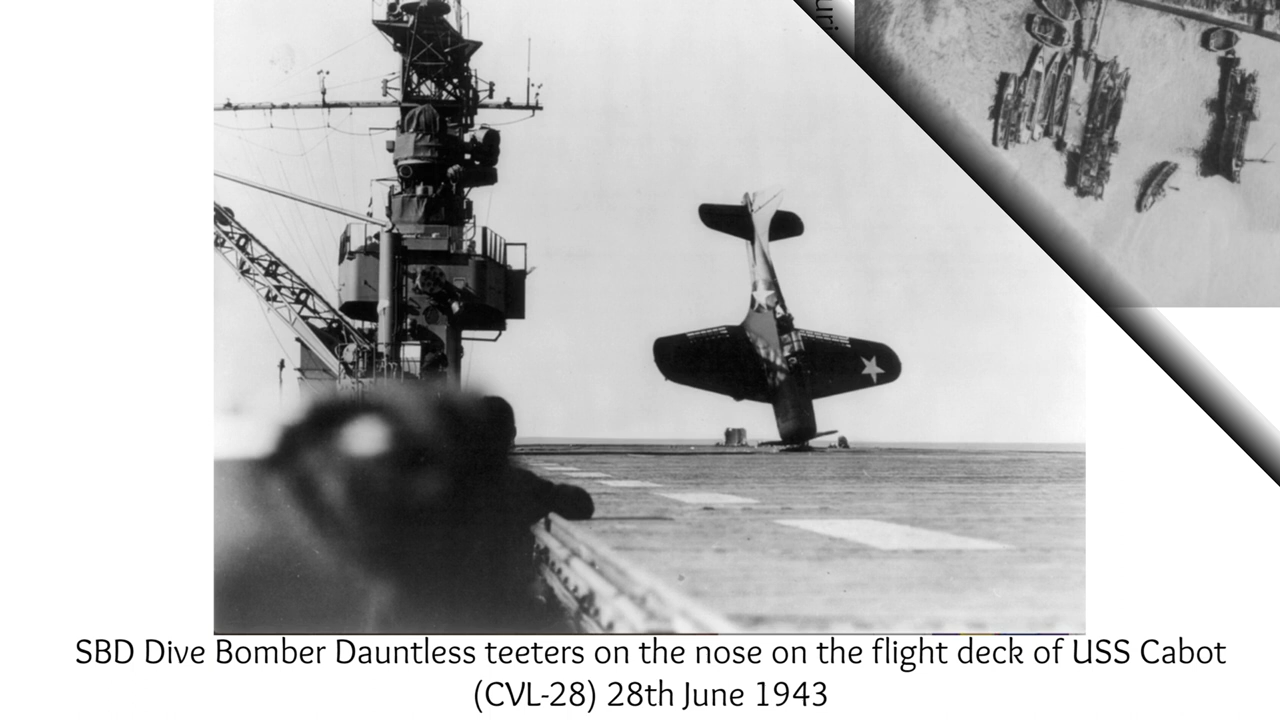 SBD Dive Bomber Dauntless teeters on the nose on the flight deck of USS Cabot
(CVL-28) 28th June 1943